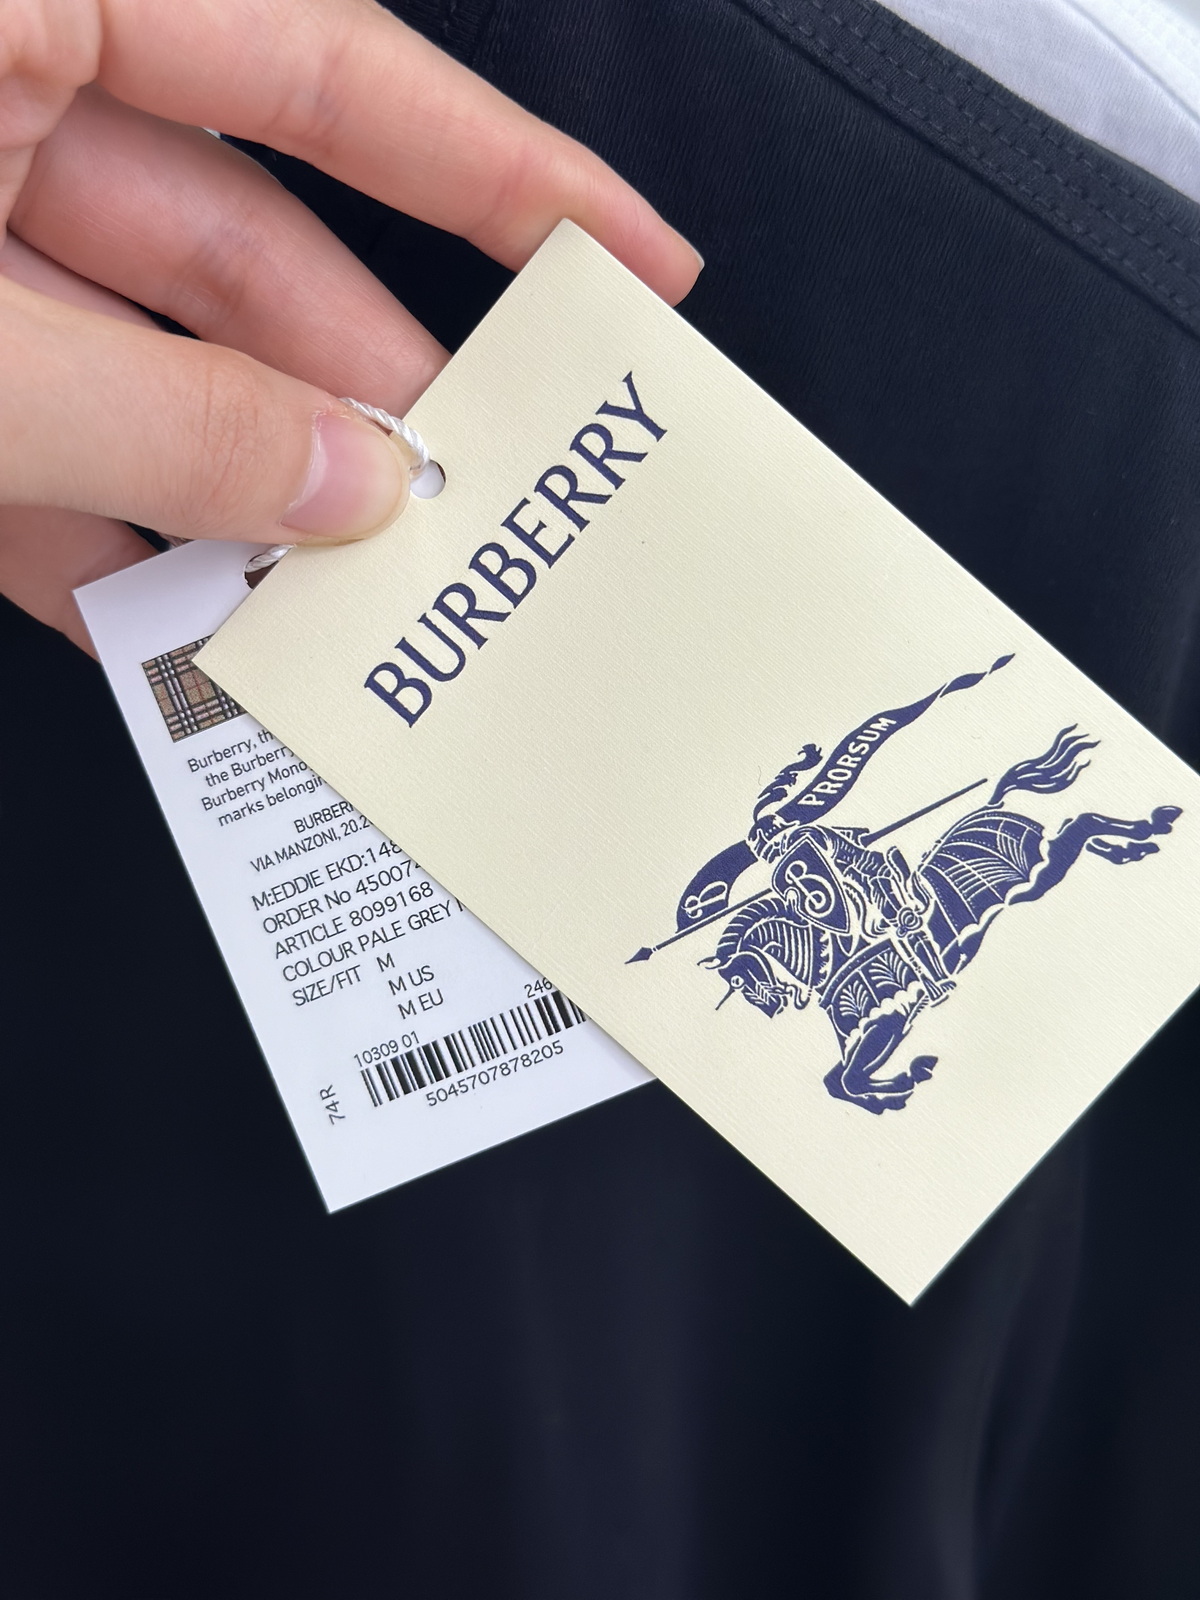 BURBERRY
PRORSUM
B
B
Burberry, the
the Burberry
Burberry Mono
marks belongin
BURBER
VIA MANZONI, 20.2
M:EDDIE EKD:148
ORDER No 45007
ARTICLE 8099168
COLOUR PALE GREY
SIZE/FIT M
M US
M EU
10309 01 246
5045707878205
74R